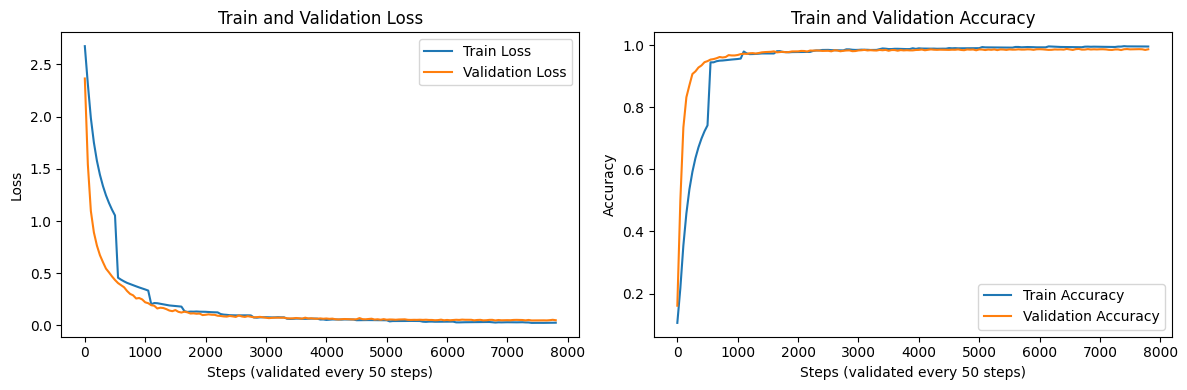 Train and Validation Loss
Loss
2.5
2.0
1.5
1.0
0.5
0.0
0 1000 2000 3000 4000 5000 6000 7000 8000
Steps (validated every 50 steps)
Train Loss
Validation Loss
Train and Validation Accuracy
Accuracy
1.0
0.8
0.6
0.4
0.2
0 1000 2000 3000 4000 5000 6000 7000 8000
Steps (validated every 50 steps)
Train Accuracy
Validation Accuracy